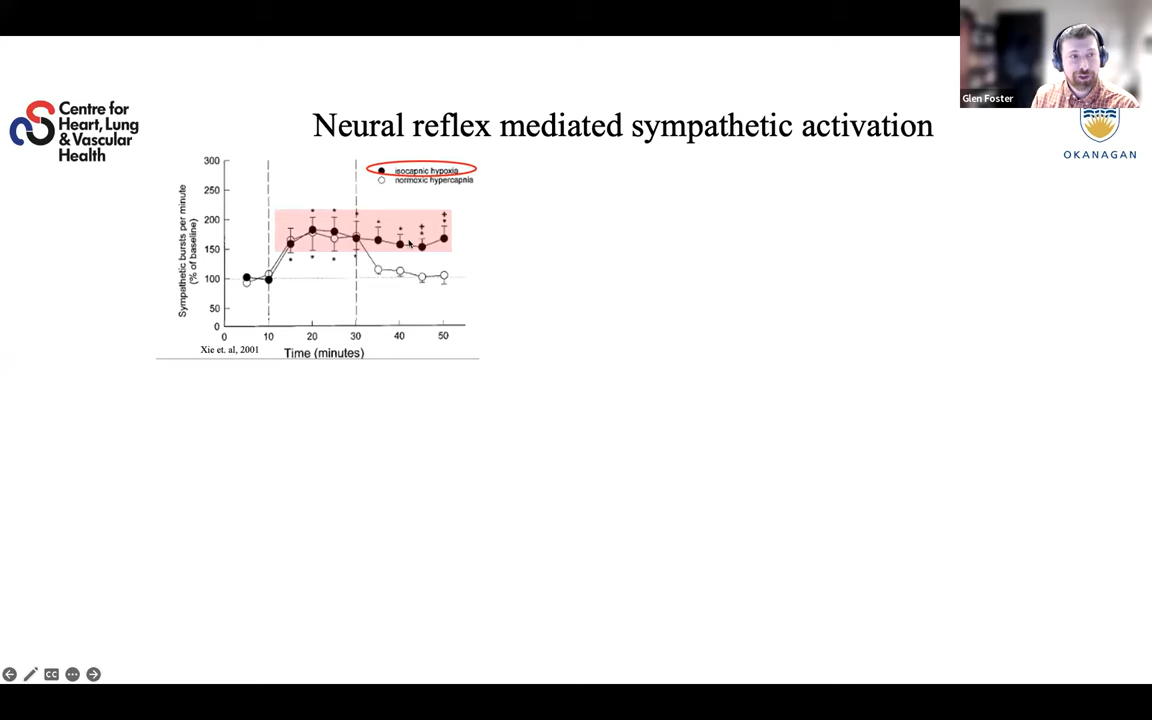 Glen Foster
Centre for
Heart, Lung
& Vascular
Health
Neural reflex mediated sympathetic activation
OKANAGAN
isocapnic hypoxia
normoxic hypercapnia
Sympathetic bursts per minute
(% of baseline)
300
250
200
150
100
50
0
0 10 20 30 40 50
Time (minutes)
Xie et. al, 2001
CC